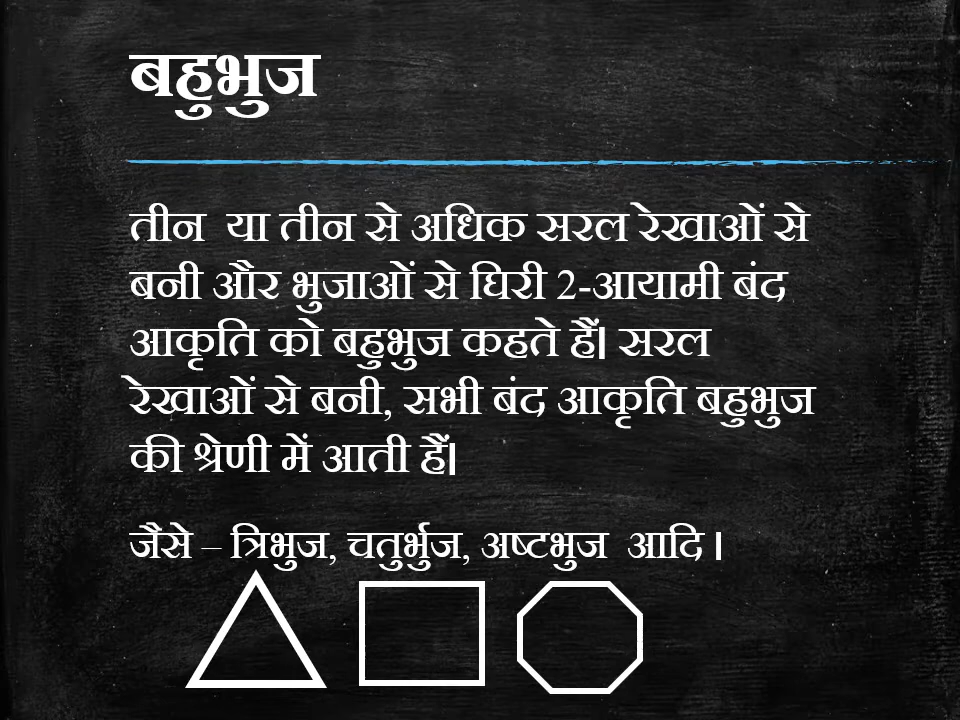 बहुभुज
तीन या तीन से अधिक सरल रेखाओं से
बनी और भुजाओं से घिरी 2-आयामी बंद
आकृति को बहुभुज कहते हैं। सरल
रेखाओं से बनी, सभी बंद आकृति बहुभुज
की श्रेणी में आती हैं।
जैसे – त्रिभुज, चतुर्भुज, अष्टभुज आदि ।